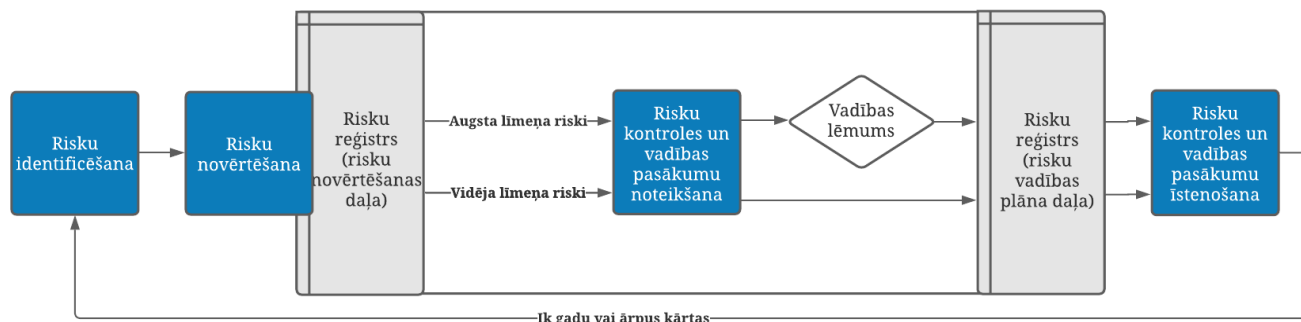 Risku
identificēšana
Risku
novērtēšana
Risku
reģistrs
(risku
novērtēšanas
daļa)
Augsta līmeņa riski
Vidēja līmeņa riski
Risku
kontroles un
vadības
pasākumu
noteikšana
Vadības
lēmums
Risku
reģistrs
(risku
vadības
plāna daļa)
Risku
kontroles un
vadības
pasākumu
īstenošana
Ik gadu vai ārpus kārtas